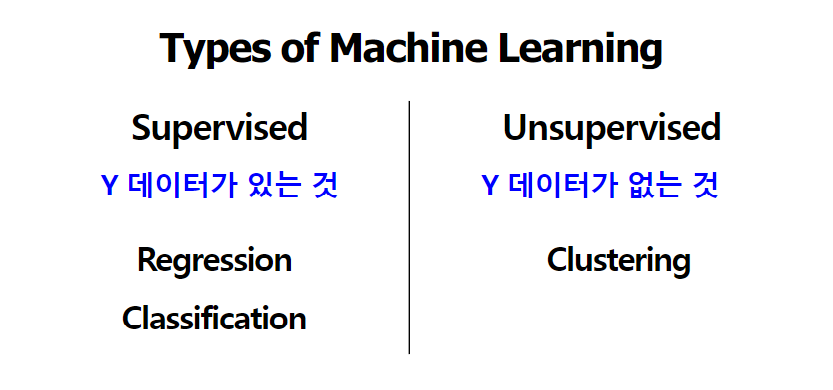 Types of Machine Learning
Supervised
Y 데이터가 있는 것
Regression
Classification
Unsupervised
Y 데이터가 없는 것
Clustering